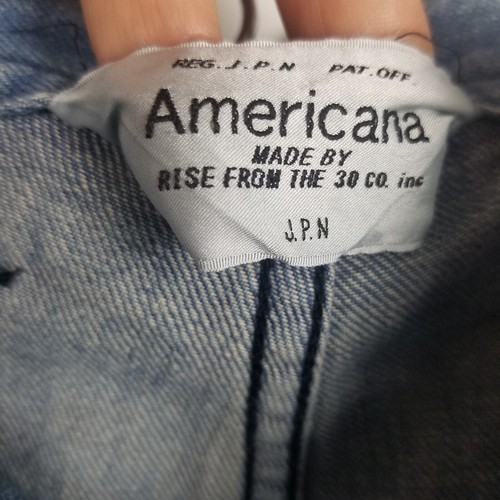 REG.J.P.N PAT.OFF.
Americana
MADE BY
RISE FROM THE 30 CO. inc
J.P.N